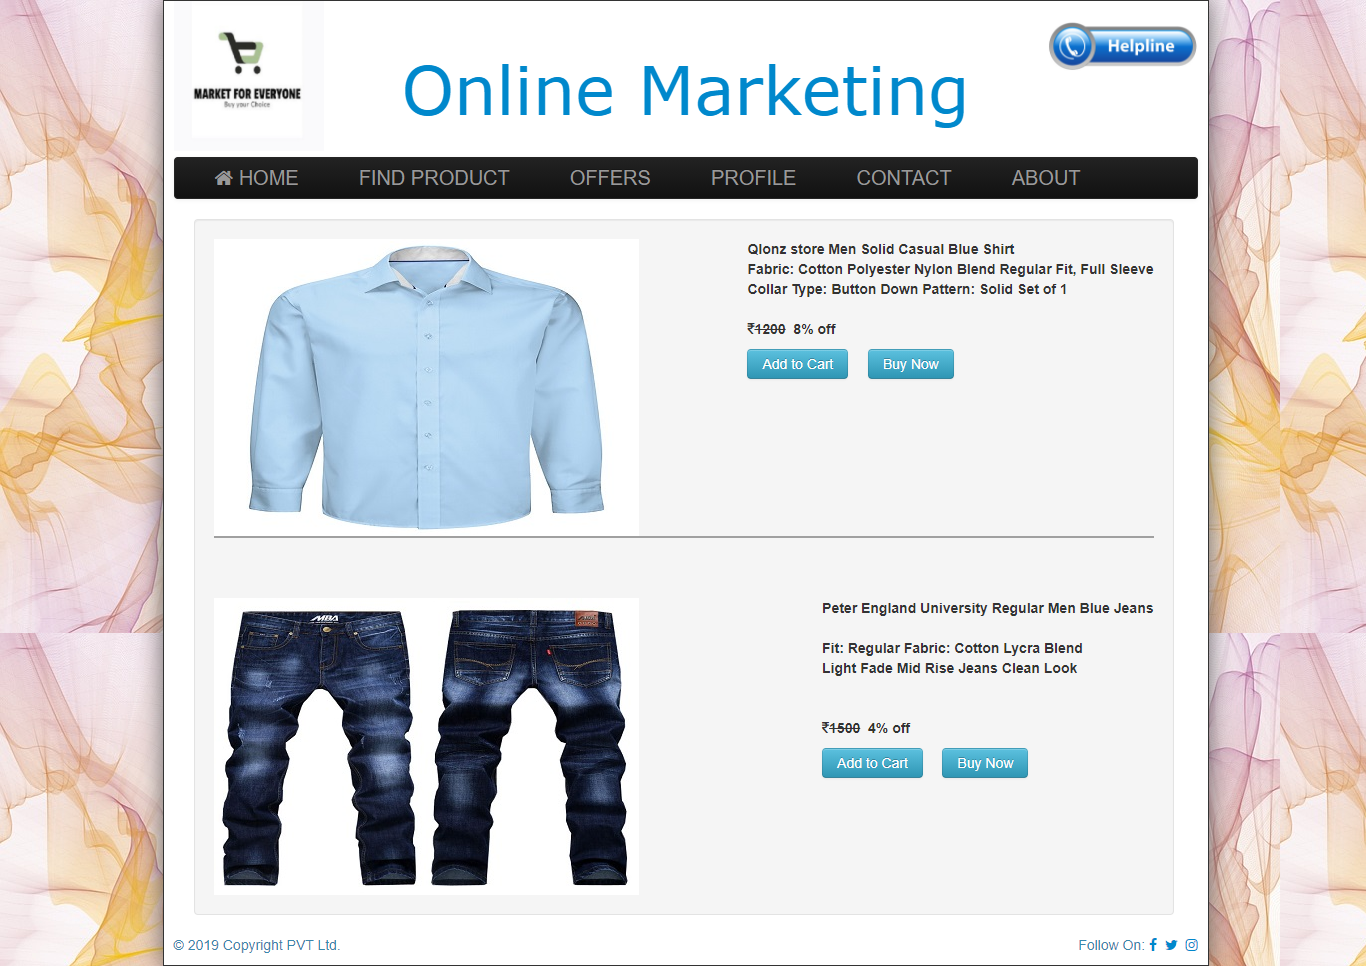 MARKET FOR EVERYONE
Buy your Choice
Online Marketing
Helpline
HOME FIND PRODUCT OFFERS PROFILE CONTACT ABOUT
Qlonz store Men Solid Casual Blue Shirt
Fabric: Cotton Polyester Nylon Blend Regular Fit, Full Sleeve
Collar Type: Button Down Pattern: Solid Set of 1
₹1200 8% off
Add to Cart Buy Now
MBA
Peter England University Regular Men Blue Jeans
Fit: Regular Fabric: Cotton Lycra Blend
Light Fade Mid Rise Jeans Clean Look
₹1500 4% off
Add to Cart Buy Now
© 2019 Copyright PVT Ltd.
Follow On: